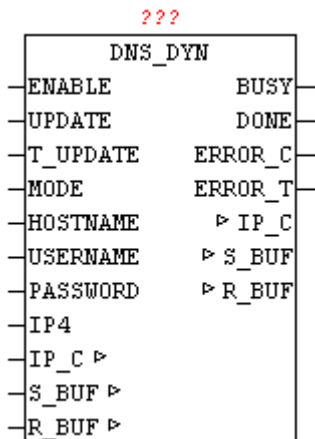 ???
DNS_DYN
ENABLE BUSY
UPDATE DONE
T_UPDATE ERROR_C
MODE ERROR_T
HOSTNAME ▷ IP_C
USERNAME ▷ S_BUF
PASSWORD ▷ R_BUF
IP4
IP_C ▷
S_BUF ▷
R_BUF ▷